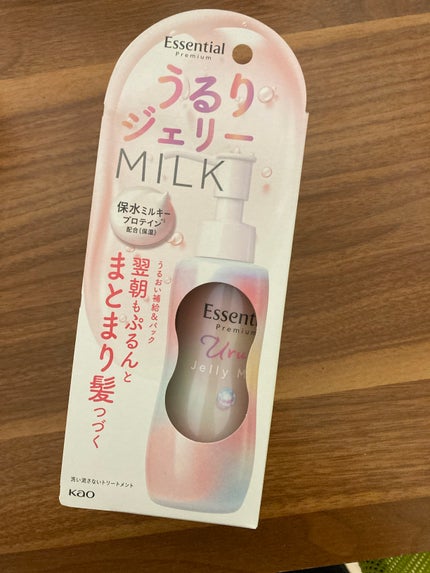 Essential
Premium
うるり
ジェリー
MILK
保水ミルキー
プロテイン*1
配合(保湿)
うるおい補給&パック
翌朝もぷるんと
まとまり髪つづく
Essenti
Premium
Uru
Jelly M
洗い流さないトリートメント
Kao